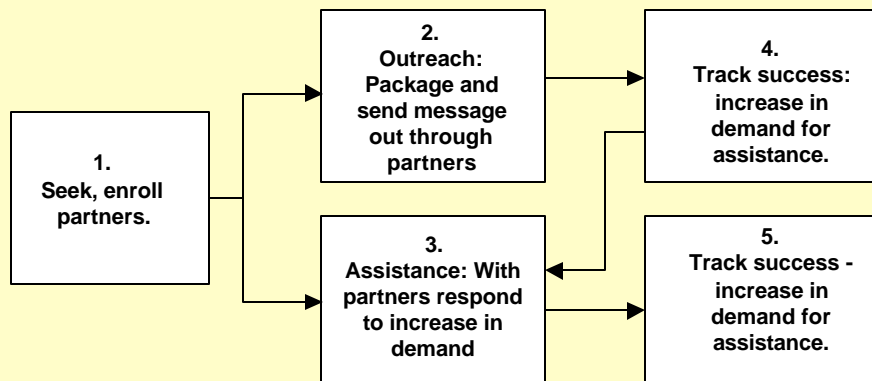 1.
Seek, enroll
partners.
2.
Outreach:
Package and
send message
out through
partners
3.
Assistance: With
partners respond
to increase in
demand
4.
Track success:
increase in
demand for
assistance.
5.
Track success -
increase in
demand for
assistance.